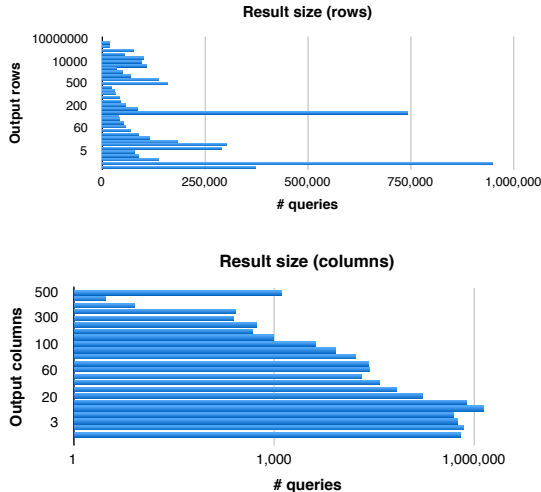 Result size (rows)
Output rows
10000000
10000
500
200
60
5
0 250,000 500,000 750,000 1,000,000
# queries
Result size (columns)
Output columns
500
300
100
60
20
3
1 1,000 1,000,000
# queries